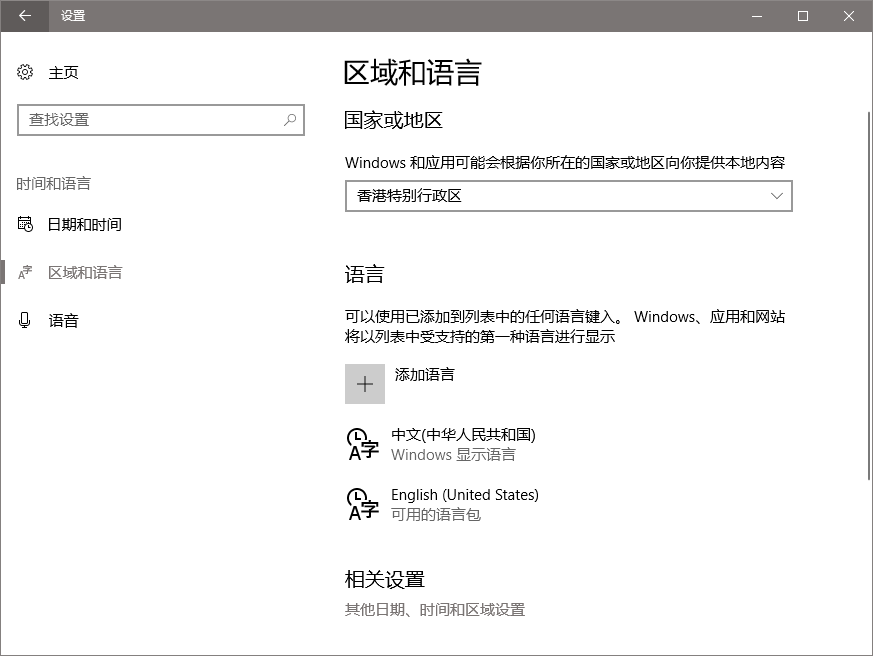 设置
主页
查找设置
时间和语言
日期和时间
区域和语言
语音
区域和语言
国家或地区
Windows 和应用可能会根据你所在的国家或地区向你提供本地内容
香港特别行政区
语言
可以使用已添加到列表中的任何语言键入。 Windows、应用和网站
将以列表中受支持的第一种语言进行显示
添加语言
中文(中华人民共和国)
Windows 显示语言
English (United States)
可用的语言包
相关设置
其他日期、时间和区域设置